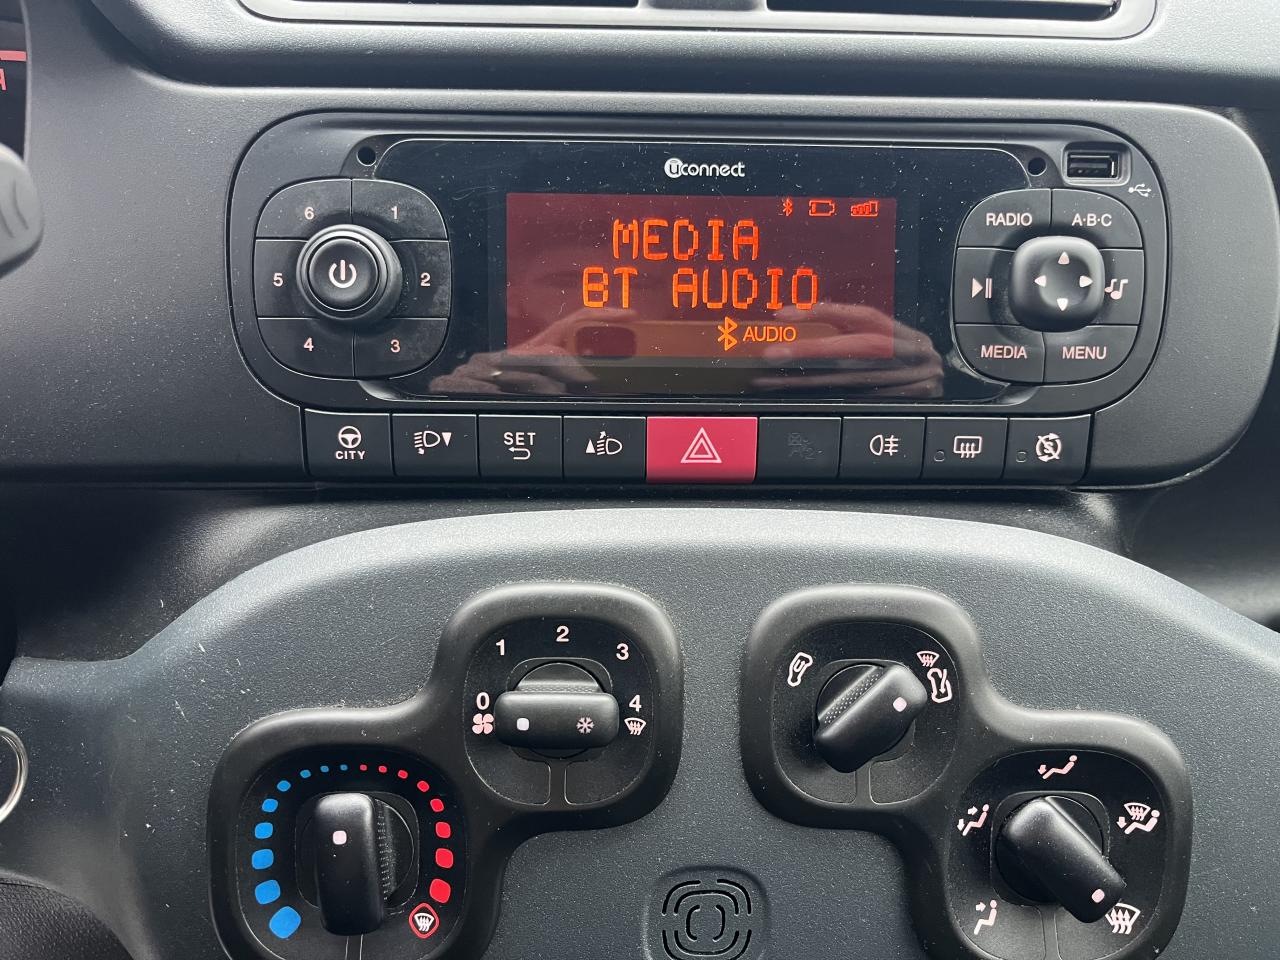 A
uconnect
6
1
5
2
4
3
MEDIA
BT AUDIO
AUDIO
RADIO
A·B·C
MEDIA
MENU
CITY
SET
0
1
2
3
4